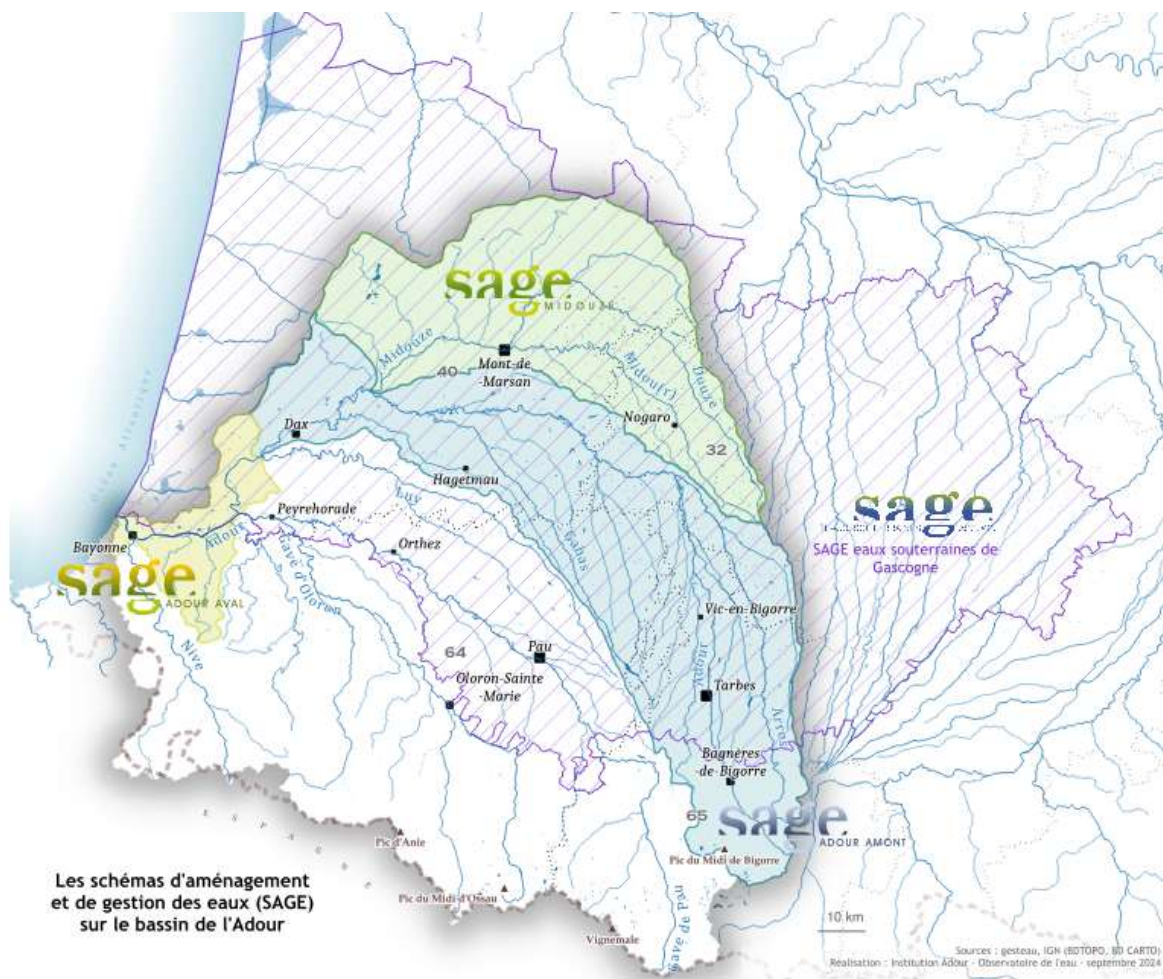 Océan Atlantique
sage
MIDOUZE
Midouze
Mont-de
-Marsan
40
Midou(r)
Douze
Nogaro
32
Dax
Hagetmau
Peyrehorade
Luy
Gabas
Orthez
Adour
Bayonne
sage
ADOUR AVAL
Gave d'Oloron
Nive
sage
SAGE eaux souterraines de
Gascogne
Vic-en-Bigorre
64
Pau
Oloron-Sainte
-Marie
Adour
Tarbes
Arros
Bagnères
-de-Bigorre
65
sage
ADOUR AMONT
ESPAGNE
Pic d'Anie
Pic du Midi de Bigorre
Pic du Midi d'Ossau
Vignemale
Gave de Pau
Les schémas d'aménagement
et de gestion des eaux (SAGE)
sur le bassin de l'Adour
10 km
Sources : gesteau, IGN (BDTOPO, BD CARTO)
Réalisation : Institution Adour - Observatoire de l'eau - septembre 2024